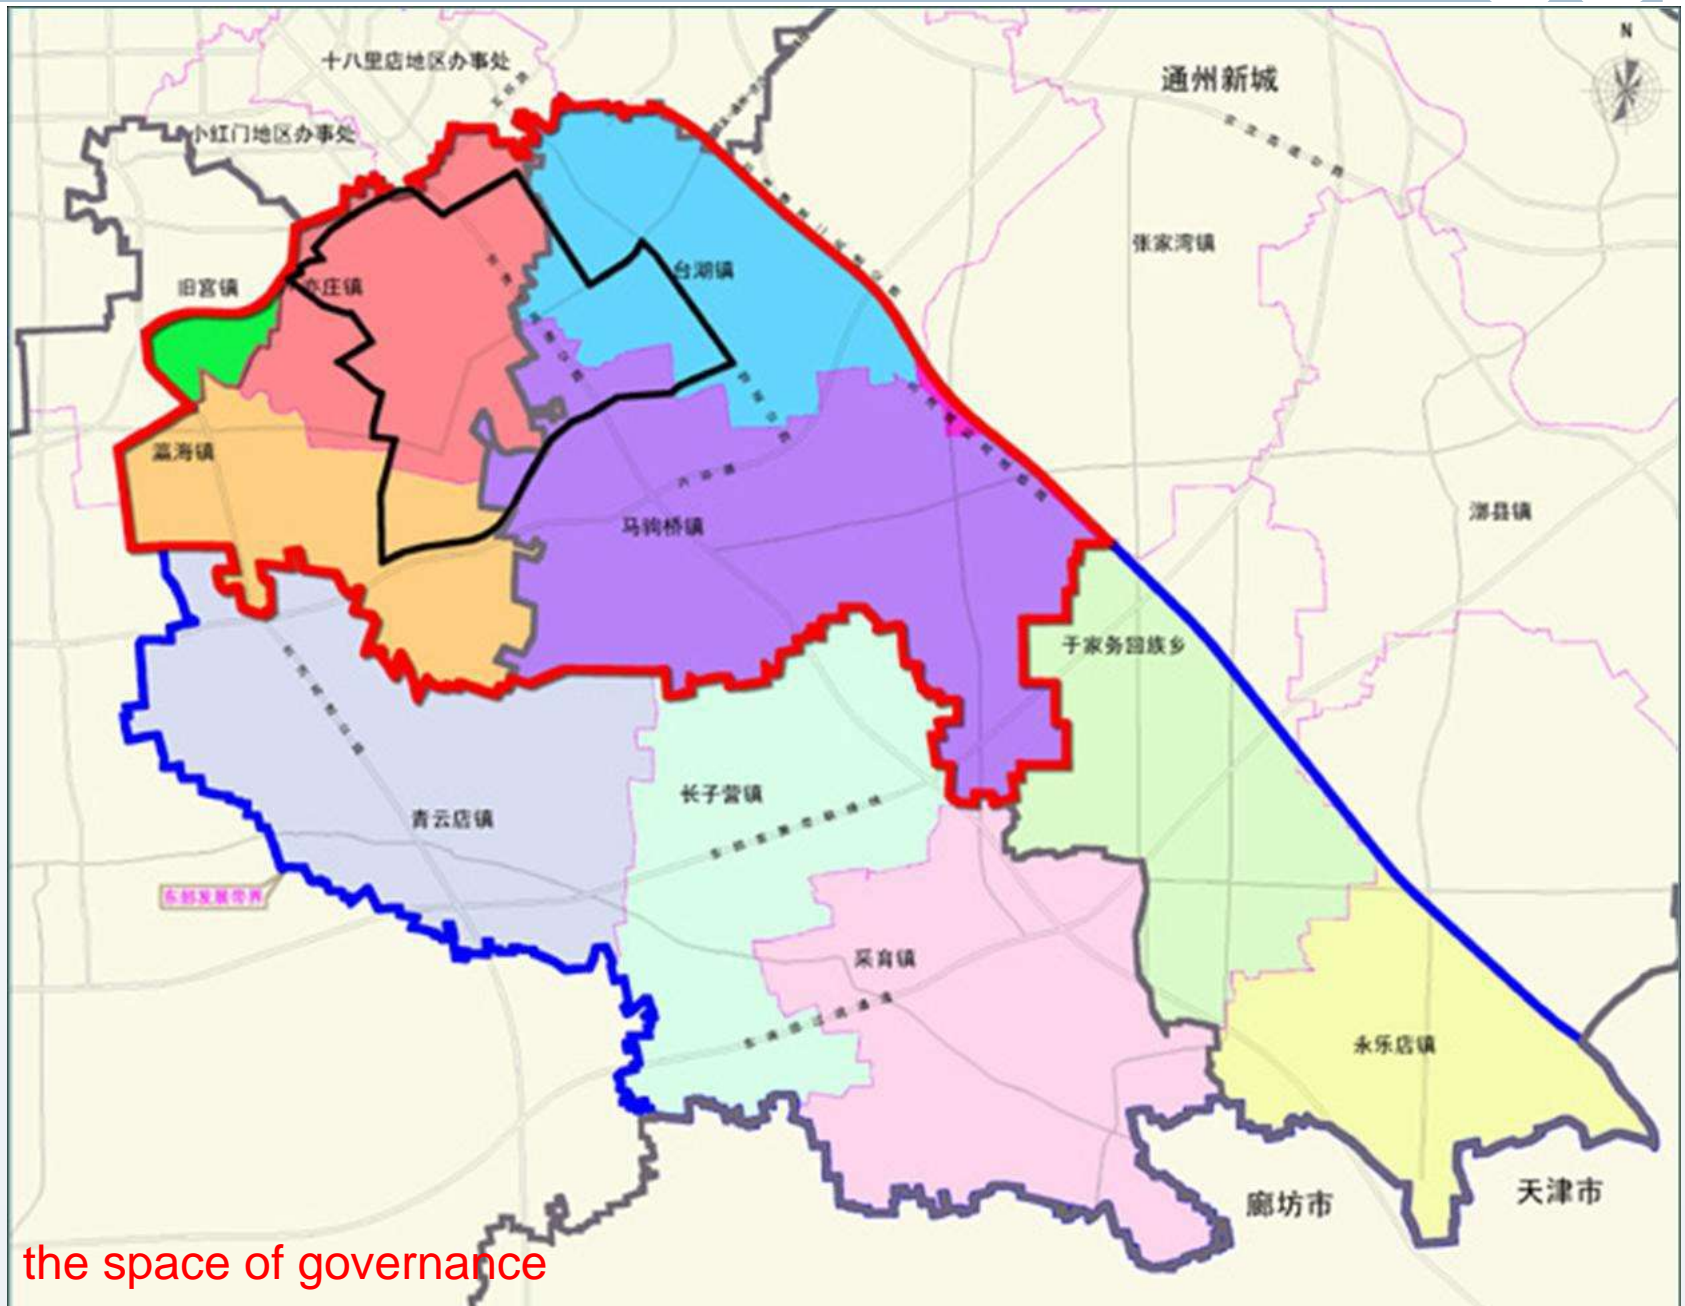 N
十八里店地区办事处
通州新城
小红门地区办事处
张家湾镇
台湖镇
旧宫镇
亦庄镇
瀛海镇
漷县镇
马驹桥镇
于家务回族乡
长子营镇
青云店镇
东部发展带界
采育镇
永乐店镇
天津市
廊坊市
the space of governance